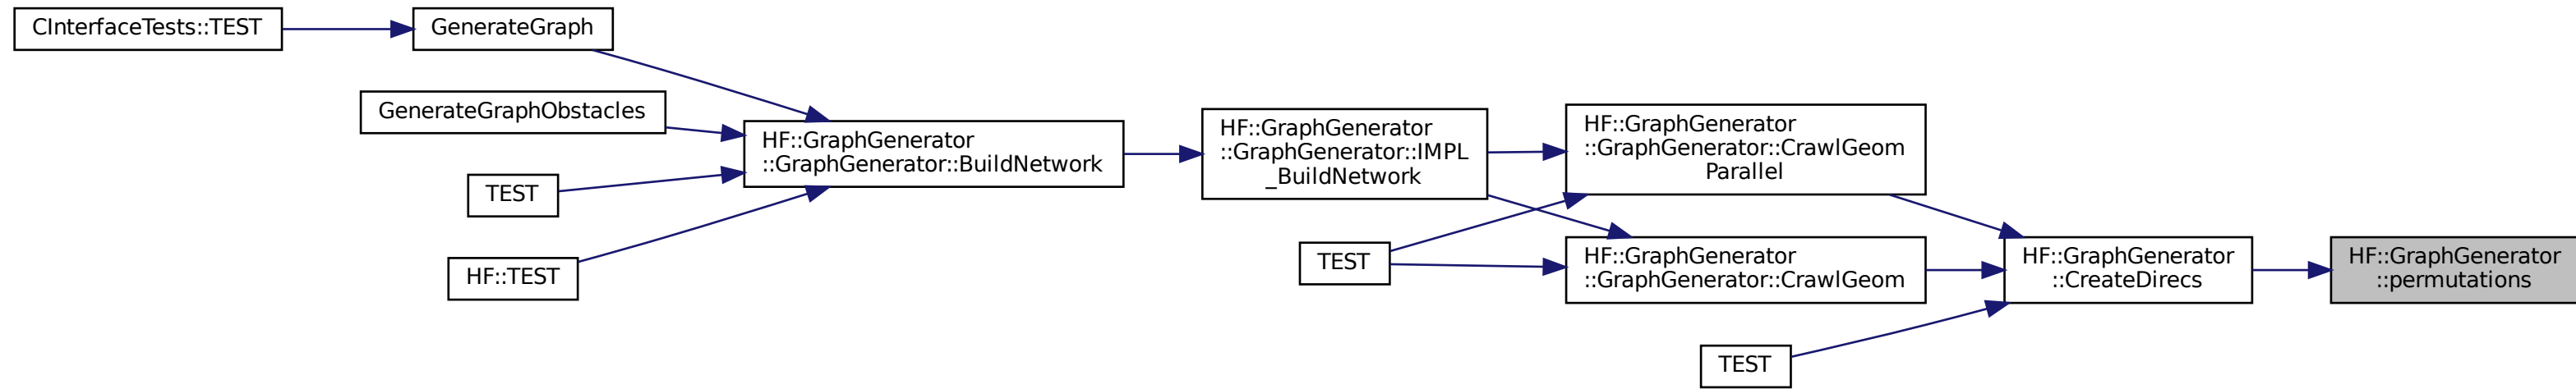 CInterfaceTests::TEST
GenerateGraph
GenerateGraphObstacles
TEST
HF::TEST
HF::GraphGenerator
::GraphGenerator::BuildNetwork
HF::GraphGenerator
::GraphGenerator::IMPL
_BuildNetwork
TEST
HF::GraphGenerator
::GraphGenerator::CrawlGeom
Parallel
HF::GraphGenerator
::GraphGenerator::CrawlGeom
TEST
HF::GraphGenerator
::CreateDirecs
HF::GraphGenerator
::permutations